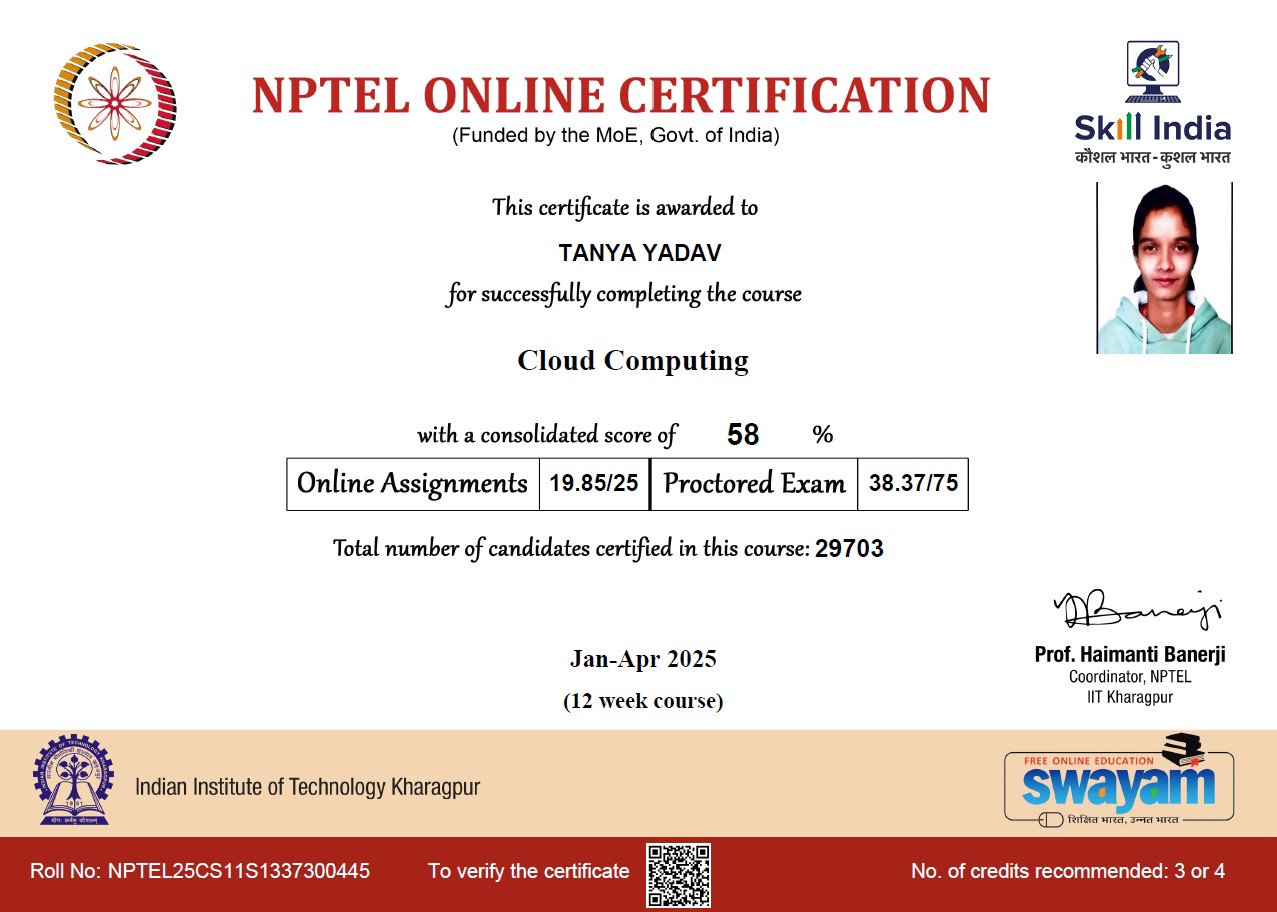 NPTEL ONLINE CERTIFICATION
(Funded by the MoE, Govt. of India)
Skill India
कौशल भारत - कुशल भारत
This certificate is awarded to
TANYA YADAV
for successfully completing the course
Cloud Computing
with a consolidated score of 58 %
Online Assignments 19.85/25 Proctored Exam 38.37/75
Total number of candidates certified in this course: 29703
Jan-Apr 2025
(12 week course)
Prof. Haimanti Banerji
Coordinator, NPTEL
IIT Kharagpur
Indian Institute of Technology Kharagpur
FREE ONLINE EDUCATION
swayam
शिक्षित भारत, उन्नत भारत
Roll No: NPTEL25CS11S1337300445
To verify the certificate
No. of credits recommended: 3 or 4